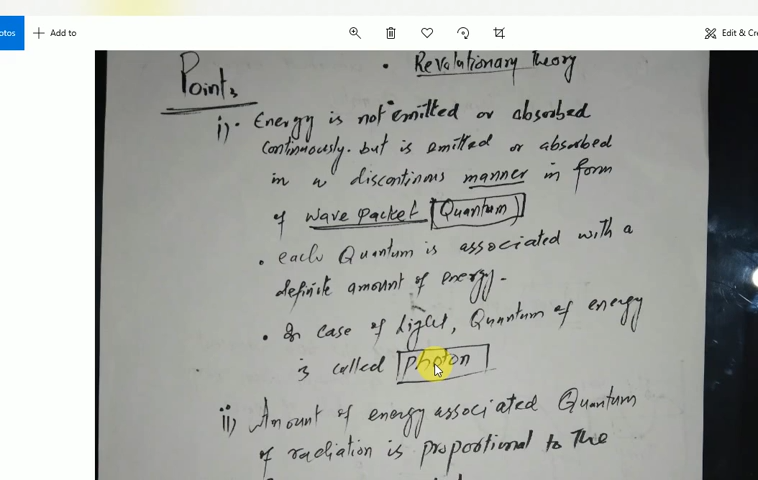 otos
Add to
Edit & Cre
• Revolutionary Theory
Points
i) • Energy is not emitted or absorbed
Continuously. but is emitted or absorbed
in a discontinous manner in form
of wave packet (Quantum)
• each Quantum is associated with a
definite amount of energy.
• In case of light, Quantum of energy
is called Photon
ii) Amount of energy associated Quantum
of radiation is proportional to the